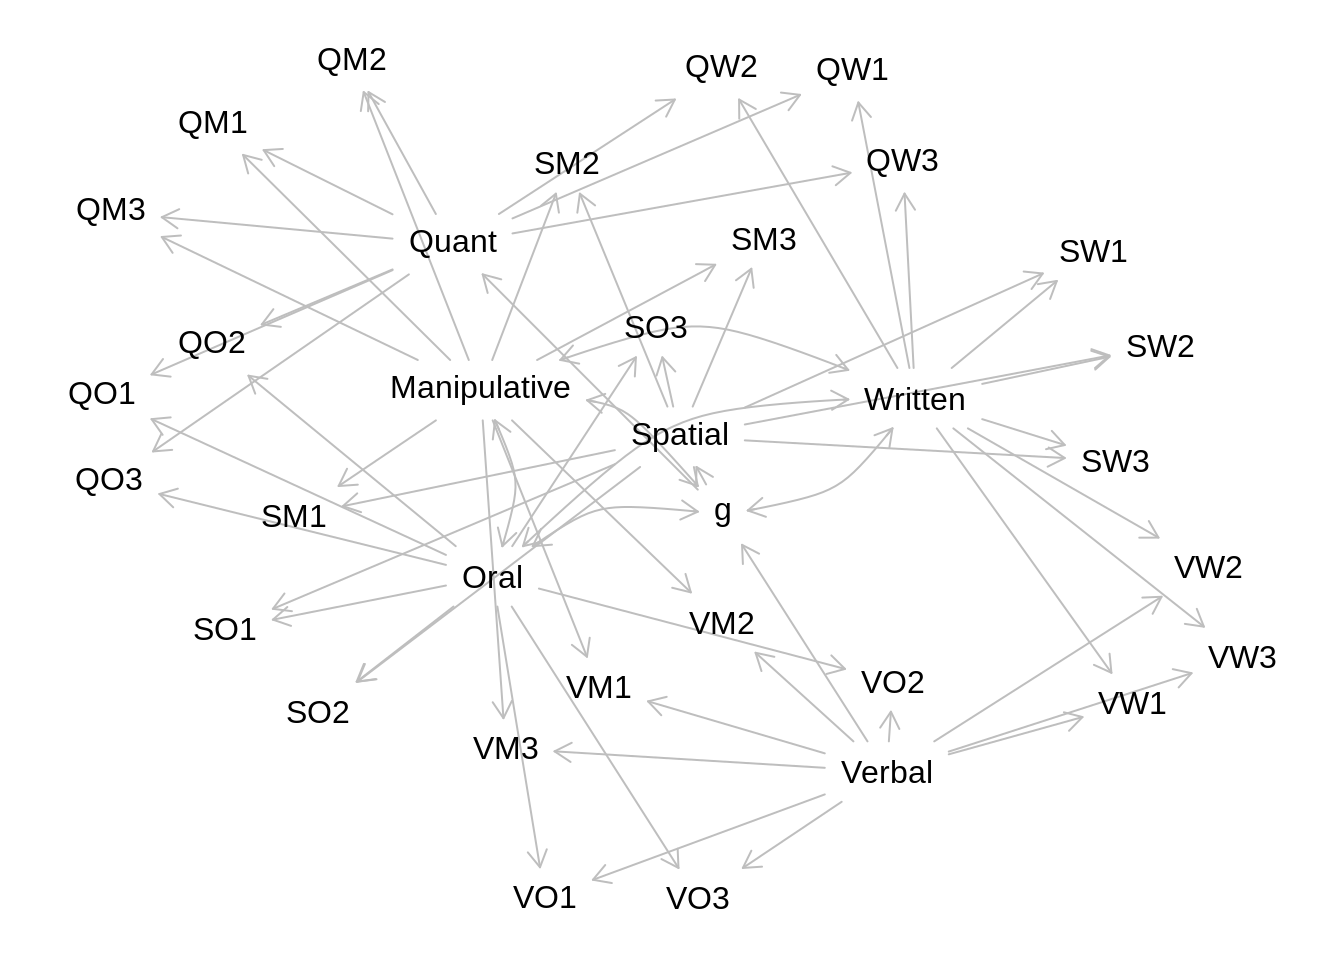 QM2
QW2
QW1
QM1
SM2
QW3
QM3
Quant
SM3
SW1
SO3
QO2
SW2
Manipulative
QO1
Written
Spatial
SW3
QO3
g
SM1
VW2
Oral
VM2
SO1
VW3
VO2
VM1
VW1
SO2
VM3
Verbal
VO1
VO3